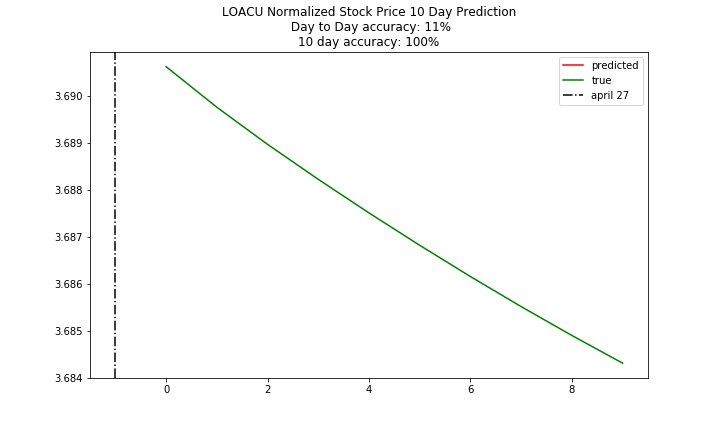 LOACU Normalized Stock Price 10 Day Prediction
Day to Day accuracy: 11%
10 day accuracy: 100%
predicted
true
april 27
3.690
3.689
3.688
3.687
3.686
3.685
3.684
0 2 4 6 8